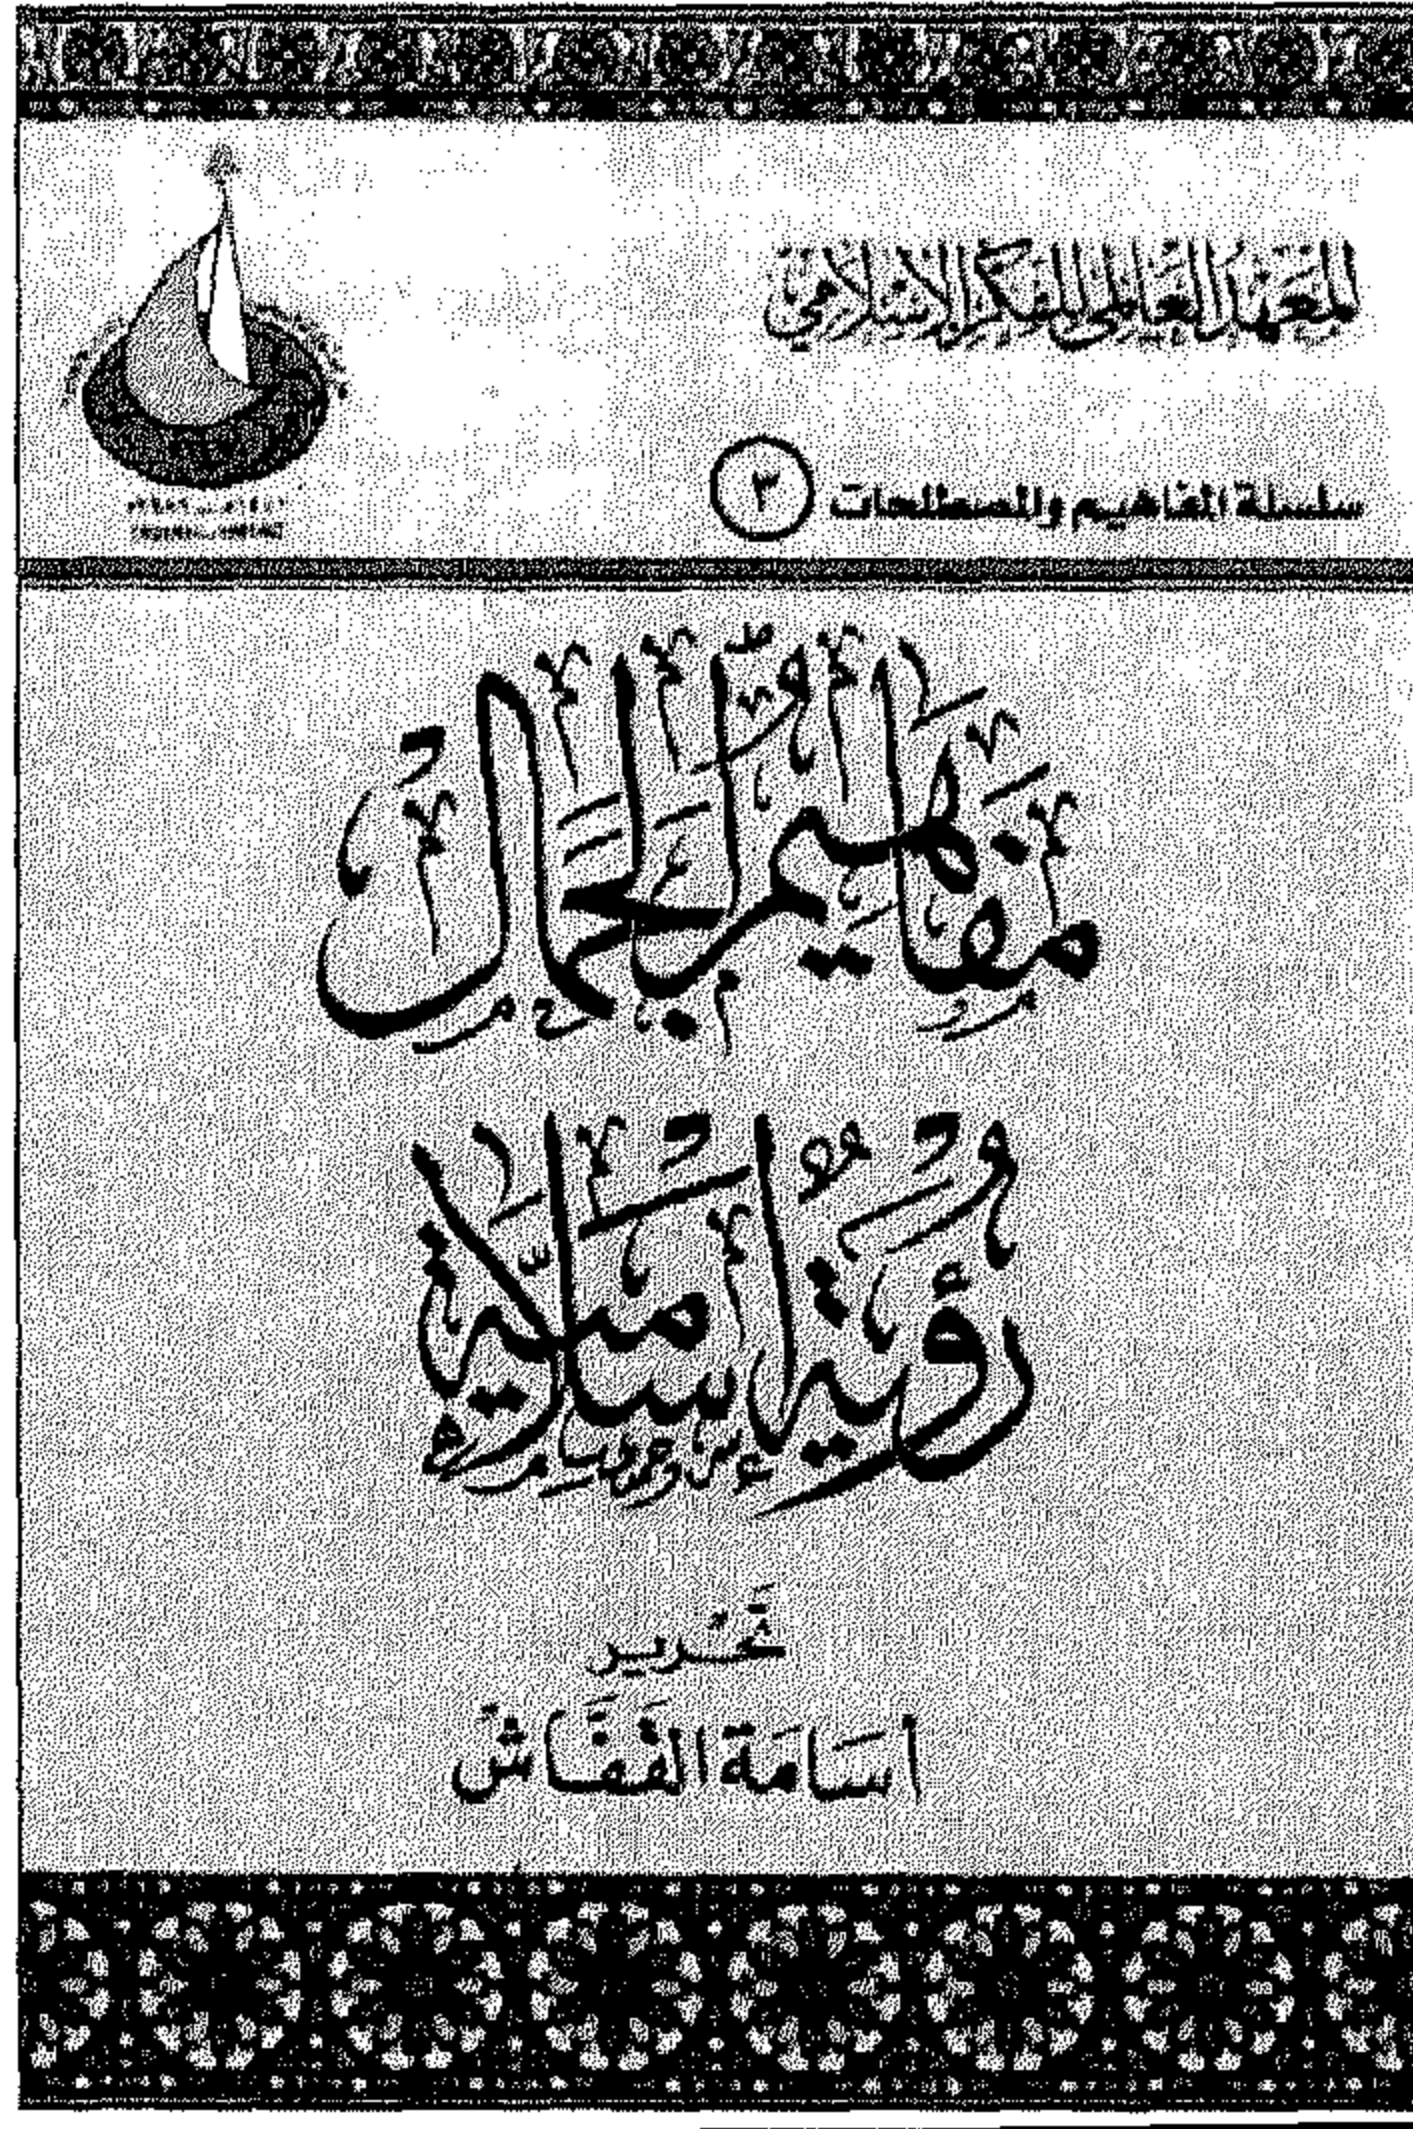 المعهد العالمي للفكر الإسلامي
سلسلة المفاهيم والمصطلحات ٣
مفاهيم الجمال
رؤية إسلامية
تحرير
أسامة القفاش